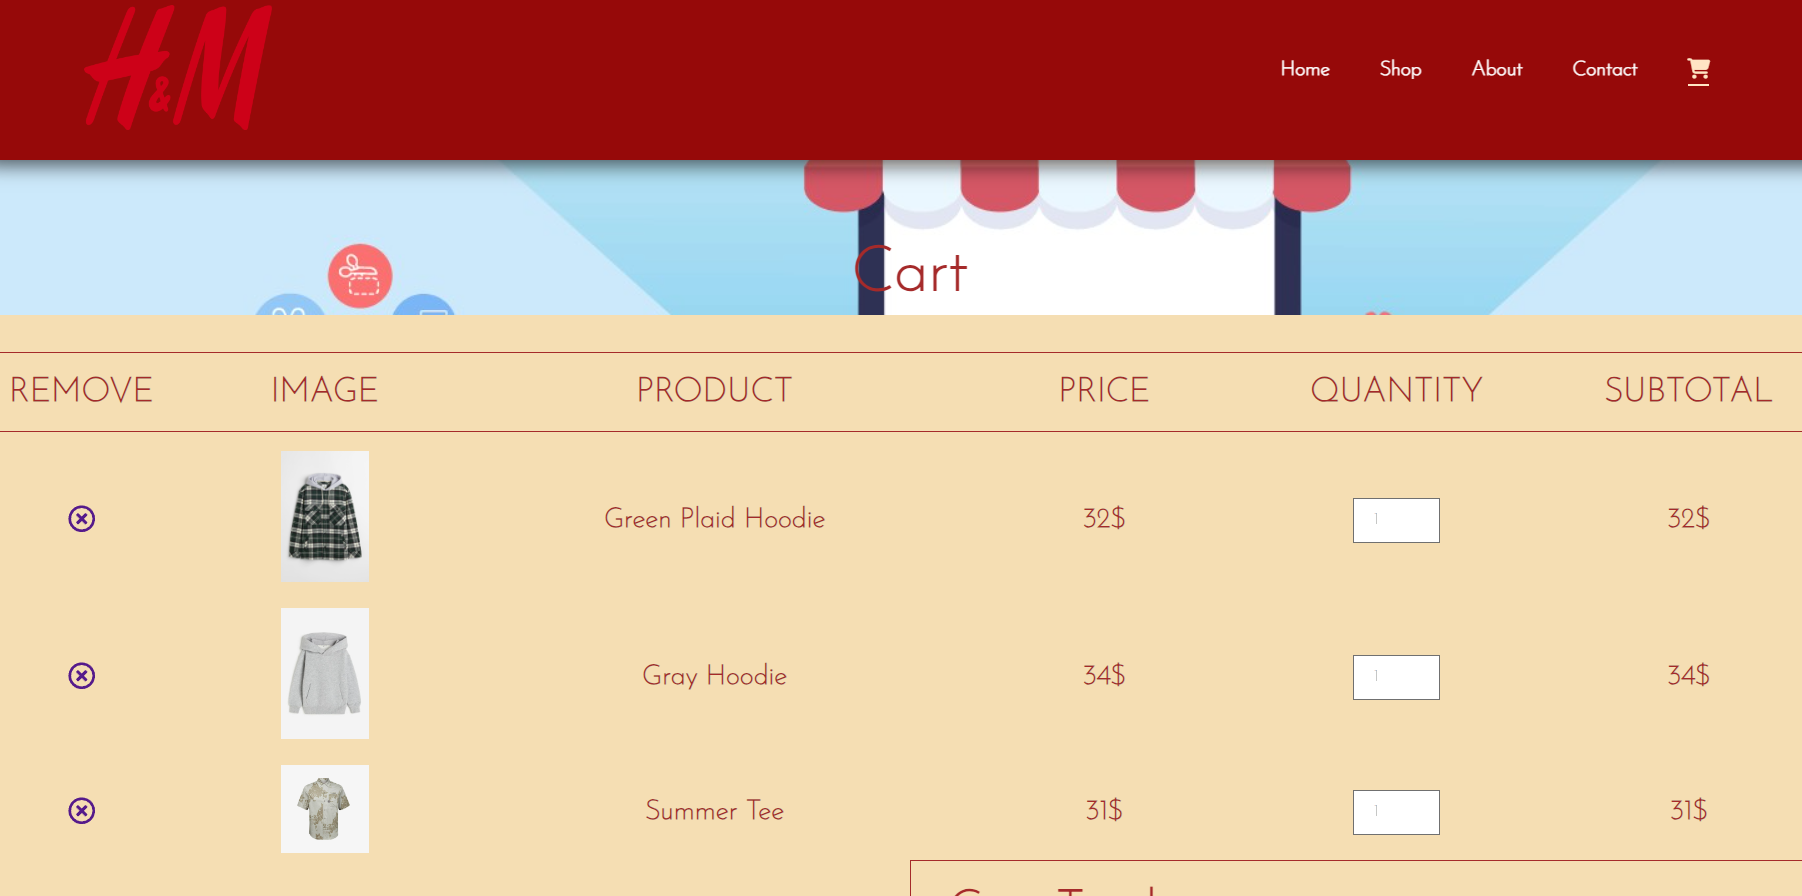 H&M
Home Shop About Contact
Cart
REMOVE IMAGE PRODUCT PRICE QUANTITY SUBTOTAL
Green Plaid Hoodie 32$ 1 32$
Gray Hoodie 34$ 1 34$
Summer Tee 31$ 1 31$